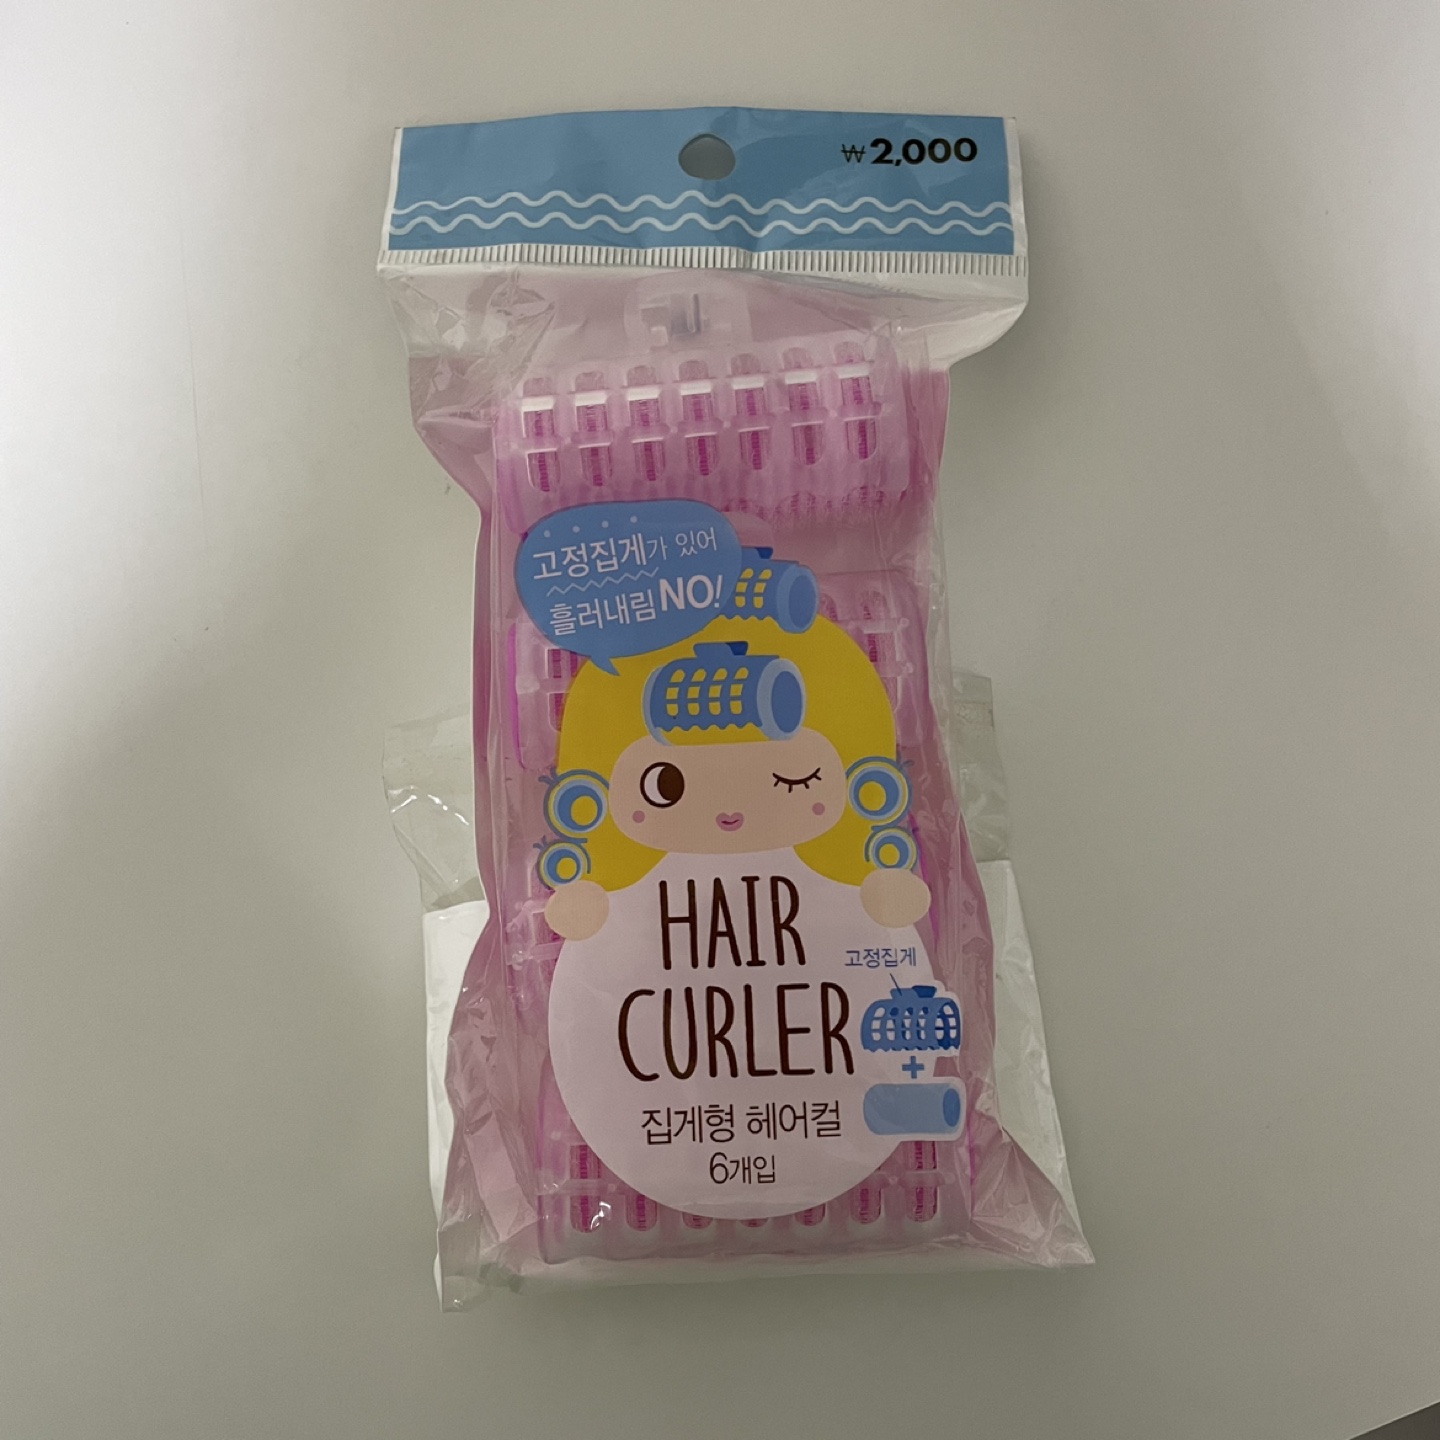 ₩2,000
고정집게가 있어
흘러내림 NO!
HAIR
CURLER
고정집게
+
집게형 헤어컬
6개입